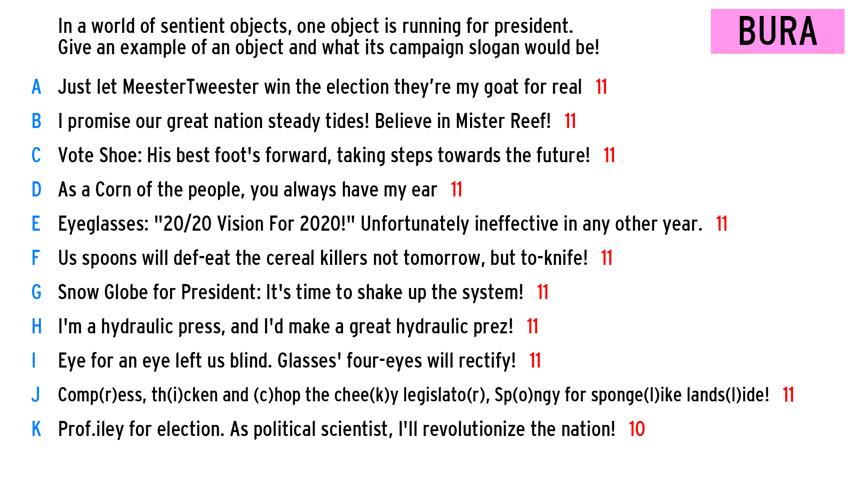 In a world of sentient objects, one object is running for president.
Give an example of an object and what its campaign slogan would be!
BURA
A Just let MeesterTweester win the election they're my goat for real 11
B I promise our great nation steady tides! Believe in Mister Reef! 11
C Vote Shoe: His best foot's forward, taking steps towards the future! 11
D As a Corn of the people, you always have my ear 11
E Eyeglasses: "20/20 Vision For 2020!" Unfortunately ineffective in any other year. 11
F Us spoons will def-eat the cereal killers not tomorrow, but to-knife! 11
G Snow Globe for President: It's time to shake up the system! 11
H I'm a hydraulic press, and I'd make a great hydraulic prez! 11
I Eye for an eye left us blind. Glasses' four-eyes will rectify! 11
J Comp(r)ess, th(i)cken and (c)hop the chee(k)y legislato(r), Sp(o)ngy for sponge(l)ike lands(l)ide! 11
K Prof.iley for election. As political scientist, I'll revolutionize the nation! 10